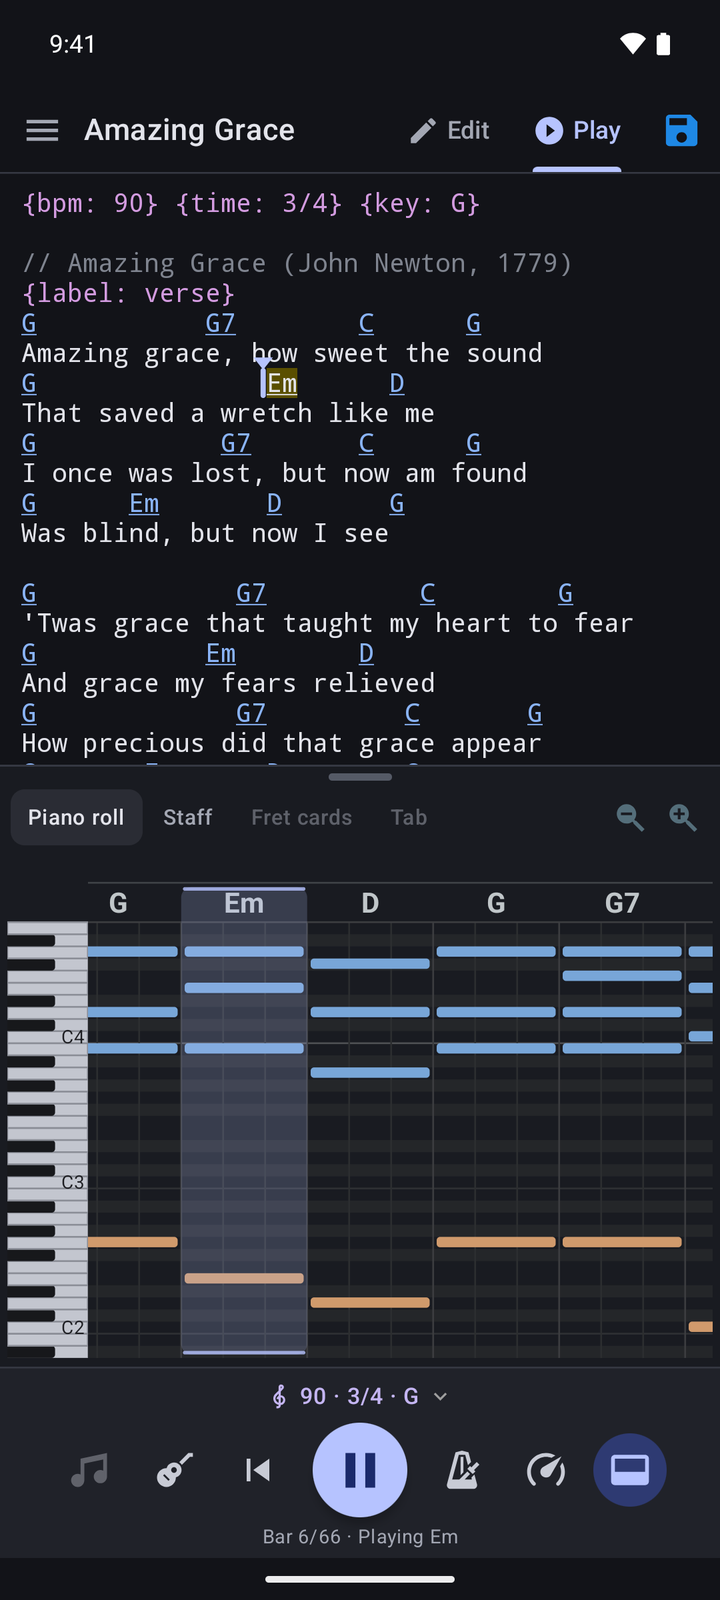 9:41
Amazing Grace Edit Play
{bpm: 90} {time: 3/4} {key: G}
// Amazing Grace (John Newton, 1779)
{label: verse}
G G7 C G
Amazing grace, how sweet the sound
G Em D
That saved a wretch like me
G G7 C G
I once was lost, but now am found
G Em D G
Was blind, but now I see
G G7 C G
'Twas grace that taught my heart to fear
G Em D
And grace my fears relieved
G G7 C G
How precious did that grace appear
Piano roll Staff Fret cards Tab
G Em D G G7
C4
C3
C2
90 · 3/4 · G
Bar 6/66 · Playing Em